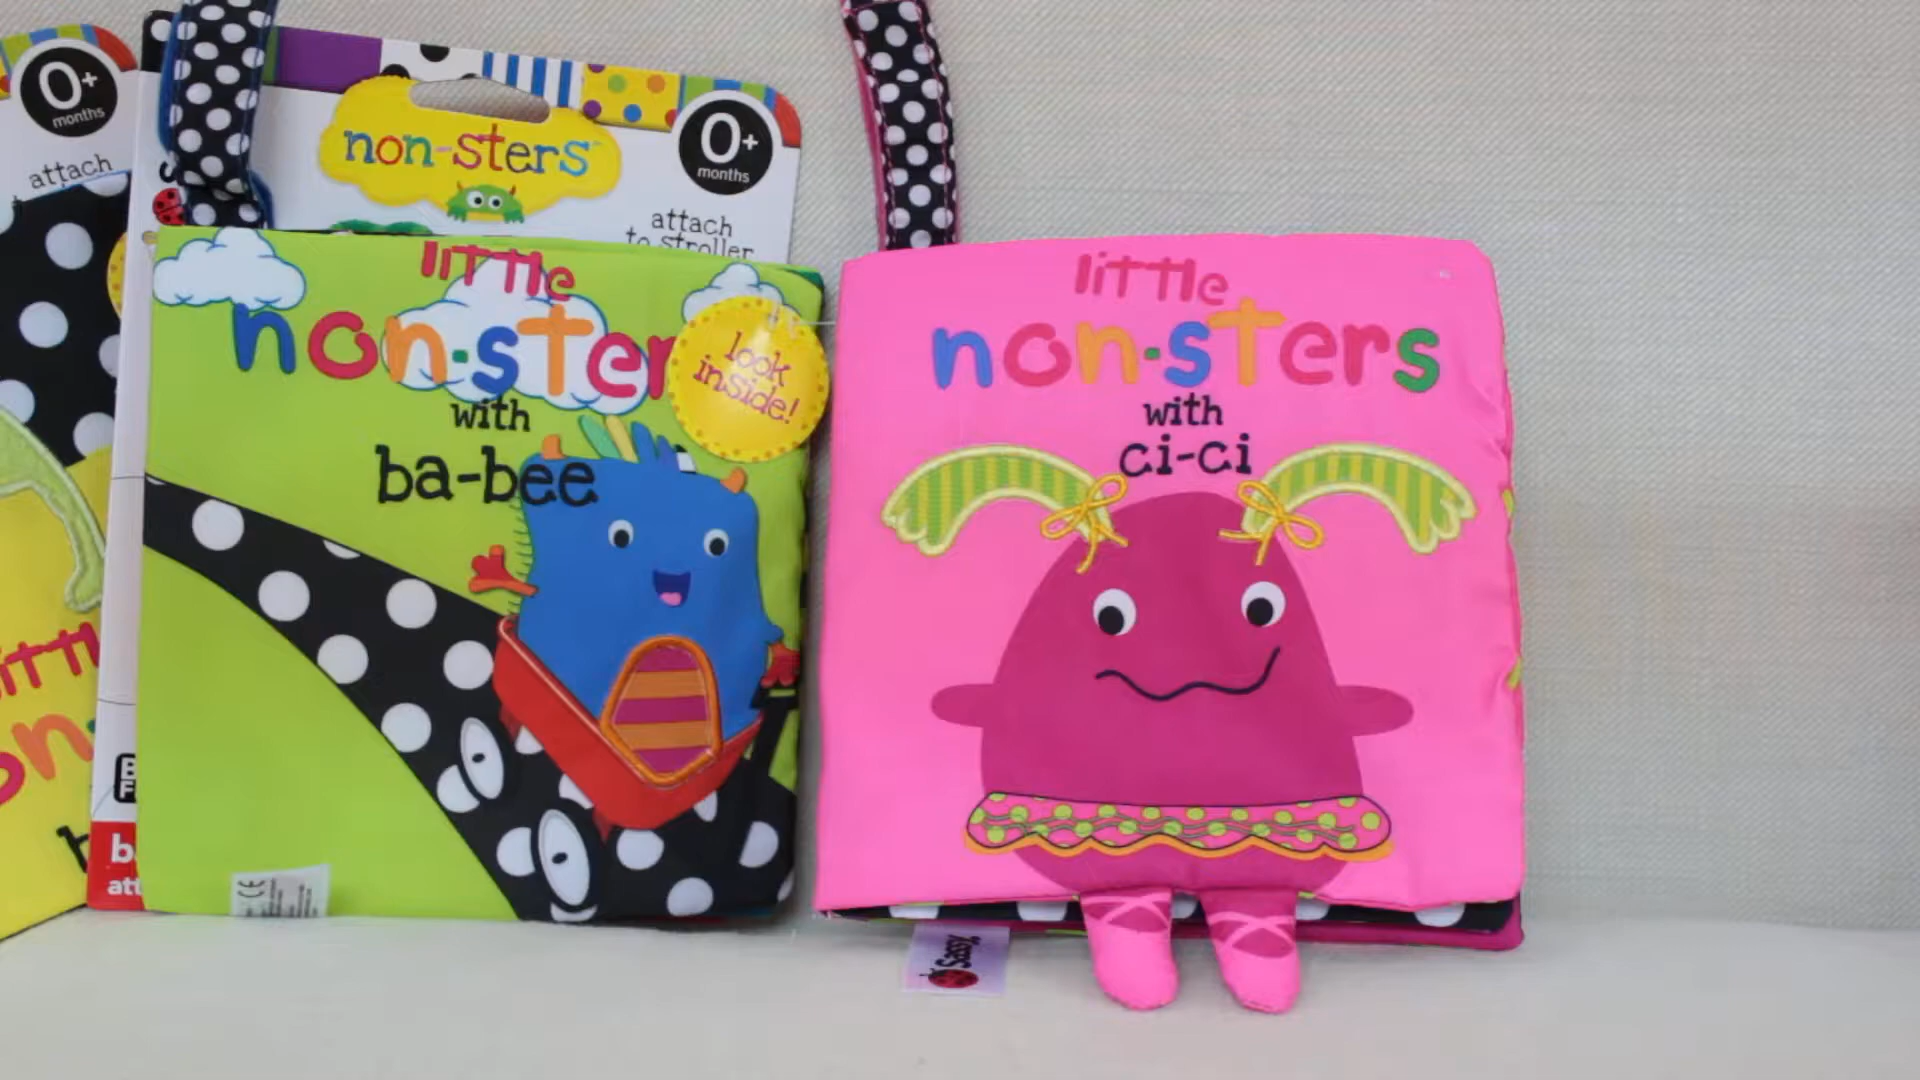 0+
months
attach
non-sters
0+
months
attach
to stroller
little
non-ster
with
ba-bee
look
inside!
CE
little
non-sters
with
ci-ci
Sassy